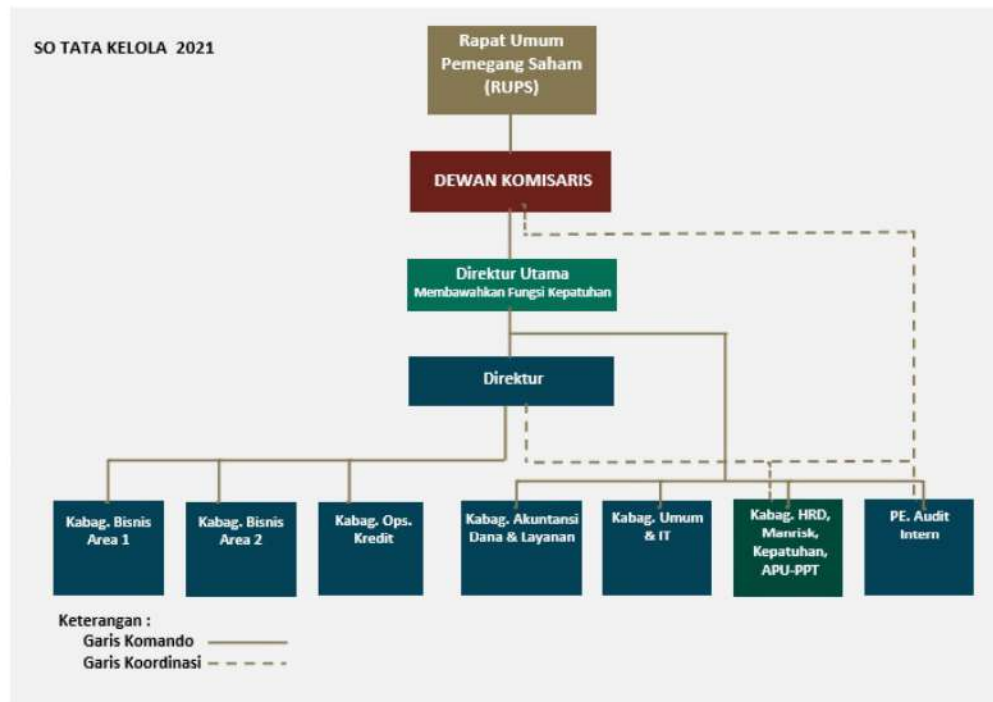 SO TATA KELOLA 2021
Rapat Umum
Pemegang Saham
(RUPS)
DEWAN KOMISARIS
Direktur Utama
Membawahkan Fungsi Kepatuhan
Direktur
Kabag. Bisnis
Area 1
Kabag. Bisnis
Area 2
Kabag. Ops.
Kredit
Kabag. Akuntansi
Dana & Layanan
Kabag. Umum
& IT
Kabag. HRD,
Manrisk,
Kepatuhan,
APU-PPT
PE. Audit
Intern
Keterangan :
Garis Komando
Garis Koordinasi